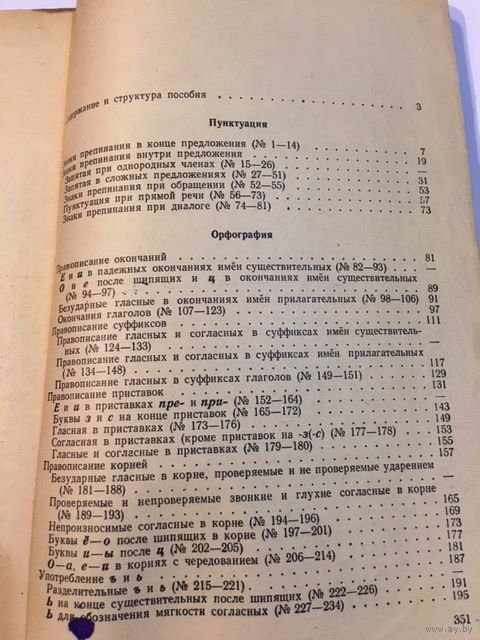 Содержание и структура пособия . . . . . . . . . 3
Пунктуация
Знаки препинания в конце предложения (№ 1—14) . . . . . . 7
Знаки препинания внутри предложения . . . . . . . . 19
Запятая при однородных членах (№ 15—26) . . . . . . . —
Запятая в сложных предложениях (№ 27—51) . . . . . . . 31
Знаки препинания при обращении (№ 52—55) . . . . . . . 53
Пунктуация при прямой речи (№ 56—73) . . . . . . . . 57
Знаки препинания при диалоге (№ 74—81) . . . . . . . . 73
Орфография
Правописание окончаний . . . . . . . . . . . 81
Е и и в падежных окончаниях имён существительных (№ 82—93) . . —
О и е после шипящих и ц в окончаниях имён существительных
(№ 94—97) . . . . . . . . . . . . 89
Безударные гласные в окончаниях имён прилагательных (№ 98—106) 91
Окончания глаголов (№ 107—123) . . . . . . . . . 97
Правописание суффиксов . . . . . . . . . . . 111
Правописание гласных и согласных в суффиксах имён существитель-
ных (№ 124—133) . . . . . . . . . . . —
Правописание гласных и согласных в суффиксах имён прилагательных
(№ 134—148) . . . . . . . . . . . . 117
Правописание гласных в суффиксах глаголов (№ 149—151) . . . 129
Правописание приставок . . . . . . . . . . . 131
Е и и в приставках пре- и при- (№ 152—164) . . . . . . —
Буквы з и с на конце приставок (№ 165—172) . . . . . . 143
Гласная в приставках (№ 173—176) . . . . . . . . 149
Согласная в приставках (кроме приставок на -з(-с) (№ 177—178) . . 153
Гласные и согласные в приставках (№ 179—180) . . . . . . 155
Правописание корней . . . . . . . . . . . . 157
Безударные гласные в корне, проверяемые и не проверяемые ударением
(№ 181—188) . . . . . . . . . . . . —
Проверяемые и непроверяемые звонкие и глухие согласные в корне
(№ 189—193) . . . . . . . . . . . . 165
Непроизносимые согласные в корне (№ 194—196) . . . . . . 169
Буквы ё—о после шипящих в корне (№ 197—201) . . . . . . 173
Буквы и—ы после ц (№ 202—205) . . . . . . . . . 177
О—а, е—и в корнях с чередованием (№ 206—214) . . . . . . 181
Употребление ъ и ь . . . . . . . . . . . . 187
Разделительные ъ и ь (№ 215—221) . . . . . . . . . —
Ь на конце существительных после шипящих (№ 222—226) . . . . 191
Ь для обозначения мягкости согласных (№ 227—234) . . . . . 195
351
www.ay.by